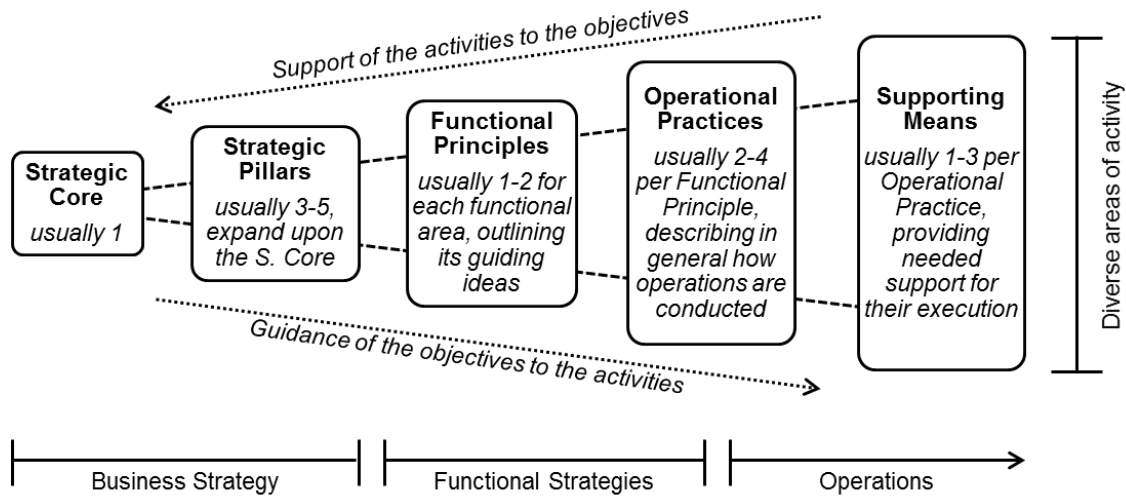 Support of the activities to the objectives
Strategic
Core
usually 1
Strategic
Pillars
usually 3-5,
expand upon
the S. Core
Functional
Principles
usually 1-2 for
each functional
area, outlining
its guiding
ideas
Operational
Practices
usually 2-4
per Functional
Principle,
describing in
general how
operations are
conducted
Supporting
Means
usually 1-3 per
Operational
Practice,
providing
needed
support for
their execution
Diverse areas of activity
Guidance of the objectives to the activities
Business Strategy
Functional Strategies
Operations